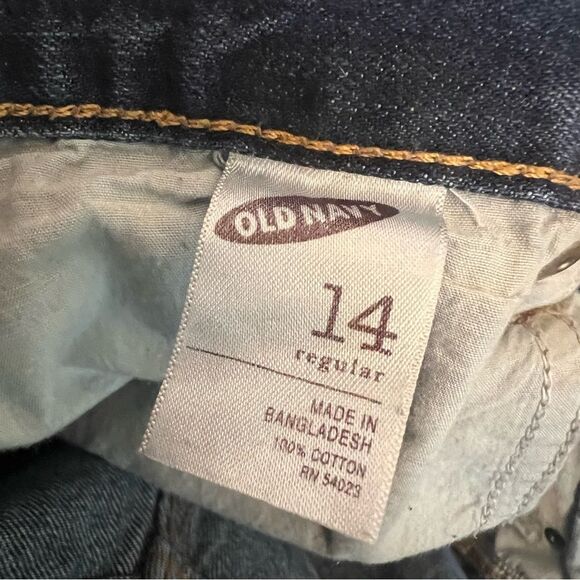 OLD NAVY
14
regular
MADE IN
BANGLADESH
100% COTTON
RN 54023